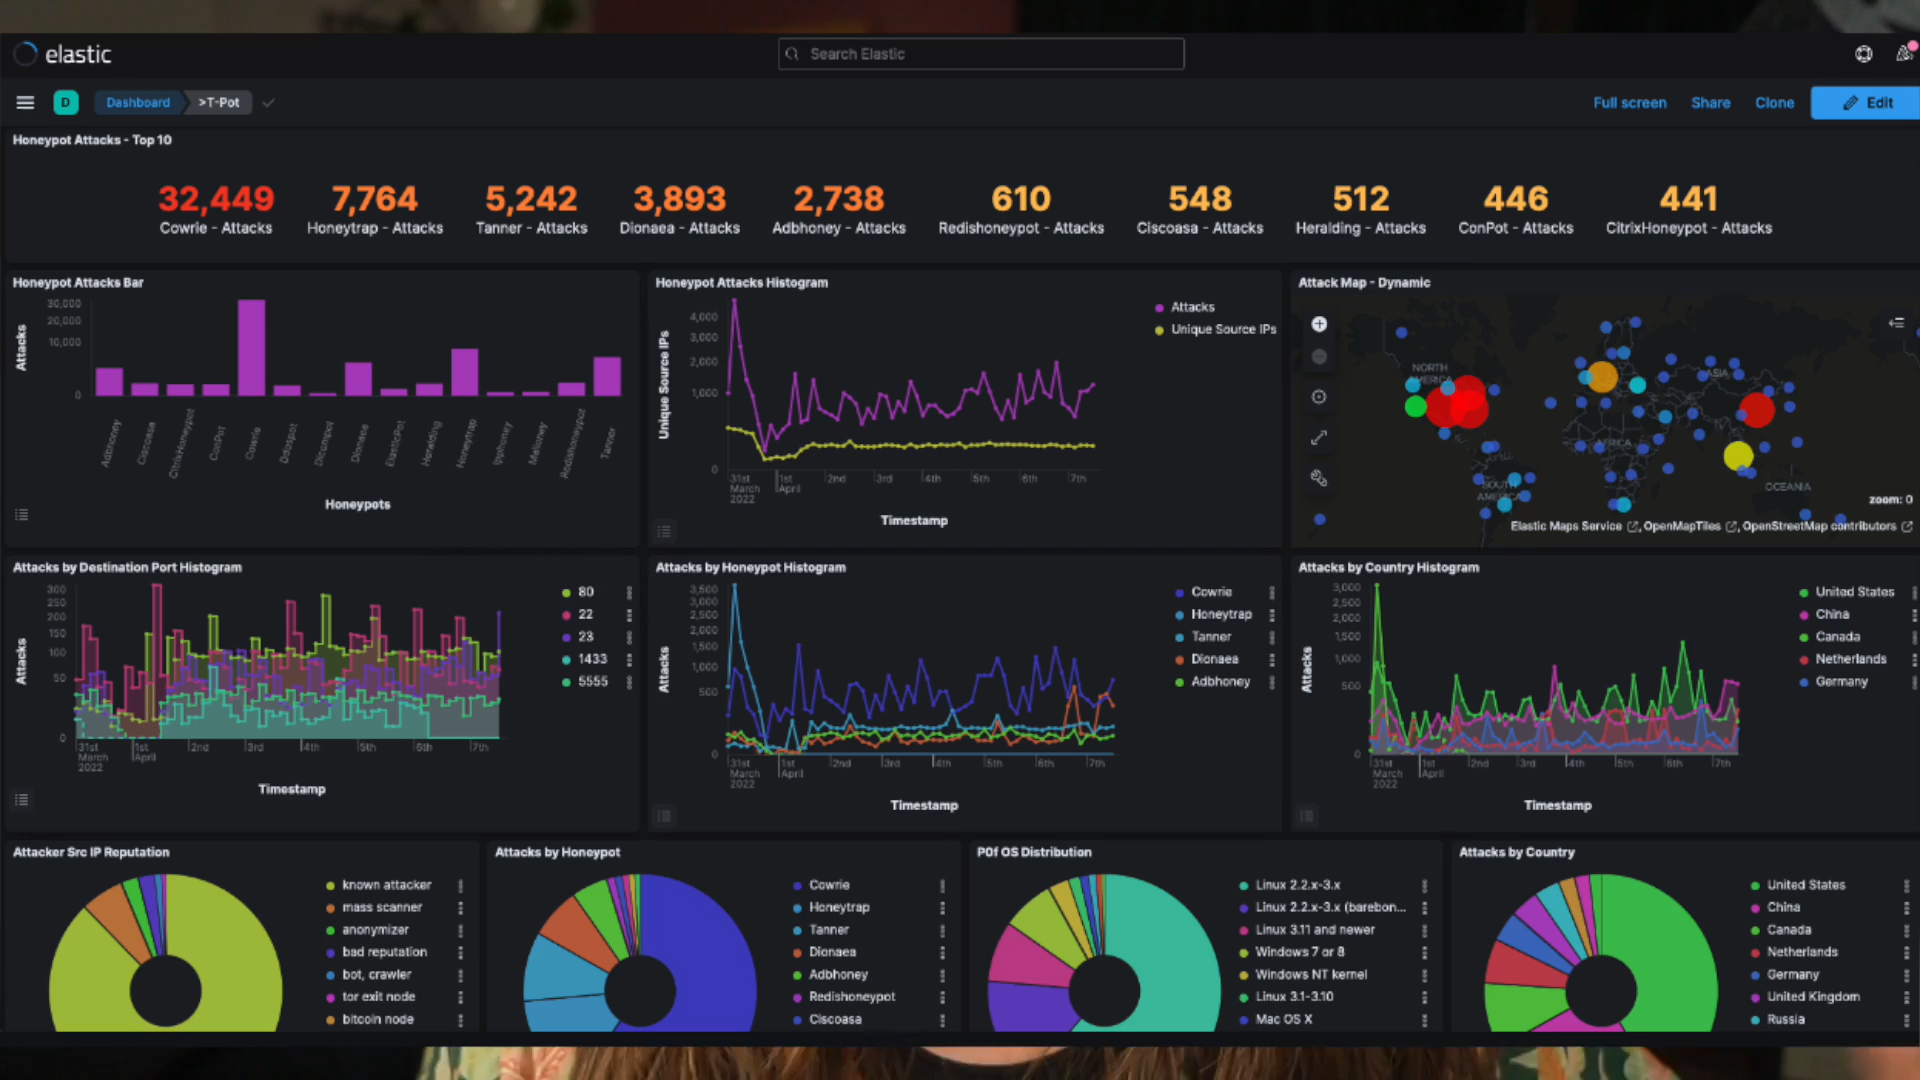 elastic
Search Elastic
D
Dashboard
>T-Pot
Full screen
Share
Clone
Edit
Honeypot Attacks - Top 10
32,449
7,764
5,242
3,893
2,738
610
548
512
446
441
Cowrie - Attacks
Honeytrap - Attacks
Tanner - Attacks
Dionaea - Attacks
Adbhoney - Attacks
Redishoneypot - Attacks
Ciscoasa - Attacks
Heralding - Attacks
ConPot - Attacks
CitrixHoneypot - Attacks
Honeypot Attacks Bar
Attacks
30,000
20,000
10,000
0
Adbhoney
Ciscoasa
CitrixHoneypot
ConPot
Cowrie
Ddospot
Dicompot
Dionaea
ElasticPot
Heralding
Honeytrap
Ipphoney
Mailoney
Redishoneypot
Tanner
Honeypots
Honeypot Attacks Histogram
Unique Source IPs
4,000
3,000
2,000
1,000
0
31st
March
2022
1st
April
2nd
3rd
4th
5th
6th
7th
Timestamp
Attacks
Unique Source IPs
Attack Map - Dynamic
NORTH
AMERICA
SOUTH
AMERICA
AFRICA
ASIA
OCEANIA
zoom: 0
Elastic Maps Service , OpenMapTiles , OpenStreetMap contributors
Attacks by Destination Port Histogram
Attacks
300
250
200
150
100
50
0
31st
March
2022
1st
April
2nd
3rd
4th
5th
6th
7th
Timestamp
80
22
23
1433
5555
Attacks by Honeypot Histogram
Attacks
3,500
3,000
2,500
2,000
1,500
1,000
500
0
31st
March
2022
1st
April
2nd
3rd
4th
5th
6th
7th
Timestamp
Cowrie
Honeytrap
Tanner
Dionaea
Adbhoney
Attacks by Country Histogram
Attacks
3,000
2,500
2,000
1,500
1,000
500
0
31st
March
2022
1st
April
2nd
3rd
4th
5th
6th
7th
Timestamp
United States
China
Canada
Netherlands
Germany
Attacker Src IP Reputation
known attacker
mass scanner
anonymizer
bad reputation
bot, crawler
tor exit node
bitcoin node
Attacks by Honeypot
Cowrie
Honeytrap
Tanner
Dionaea
Adbhoney
Redishoneypot
Ciscoasa
P0f OS Distribution
Linux 2.2.x-3.x
Linux 2.2.x-3.x (barebon...
Linux 3.11 and newer
Windows 7 or 8
Windows NT kernel
Linux 3.1-3.10
Mac OS X
Attacks by Country
United States
China
Canada
Netherlands
Germany
United Kingdom
Russia